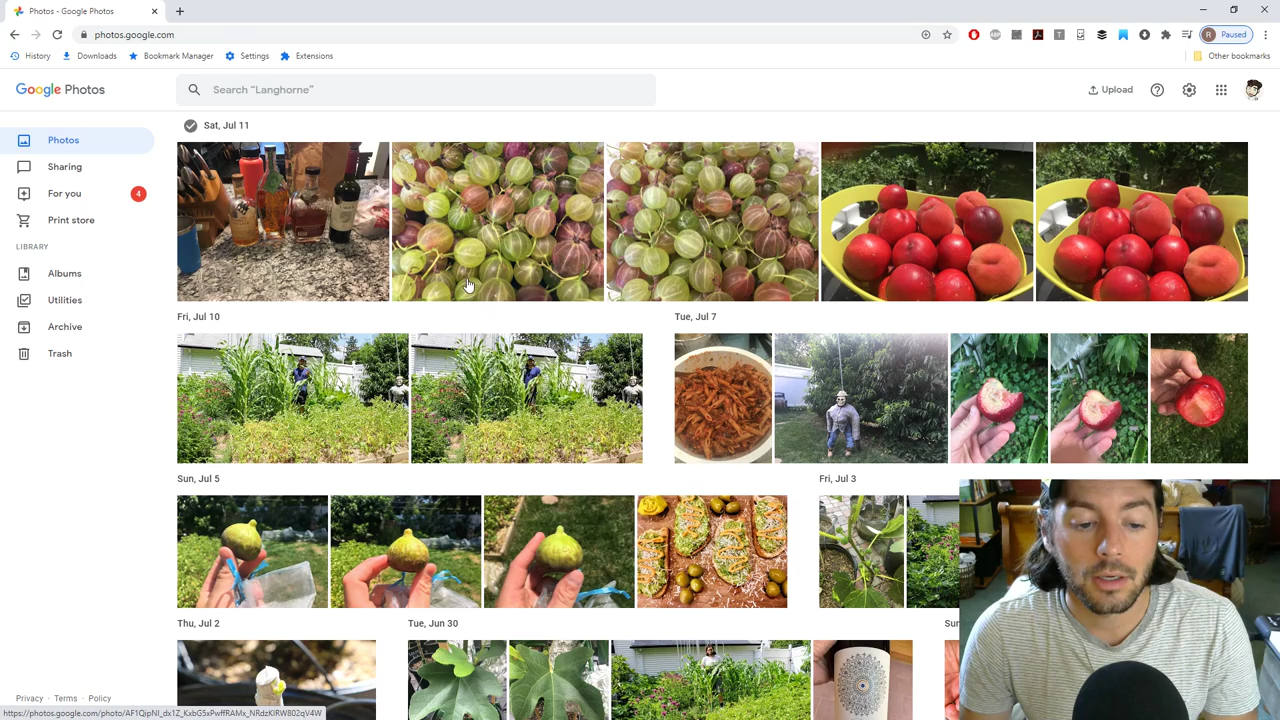 Photos - Google Photos
photos.google.com
R Paused
History Downloads Bookmark Manager Settings Extensions Other bookmarks
Google Photos Search “Langhorne” Upload
Photos
Sharing
For you 4
Print store
LIBRARY
Albums
Utilities
Archive
Trash
Sat, Jul 11
Fri, Jul 10 Tue, Jul 7
Sun, Jul 5 Fri, Jul 3
Thu, Jul 2 Tue, Jun 30
Privacy · Terms · Policy